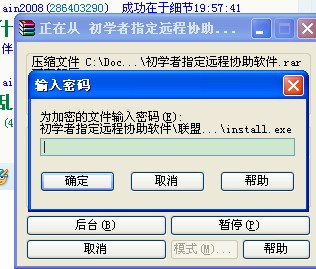 ain2008(286403290)  成功在于细节19:57:41
正在从 初学者指定远程协助...
压缩文件 C:\Doc...\初学者指定远程协助软件.rar
输入密码
为加密的文件输入密码(E):
初学者指定远程协助软件\联盟...\install.exe
确定 取消 帮助
后台(B) 暂停(P)
取消 模式(M)... 帮助
伴
ai
乱
(4